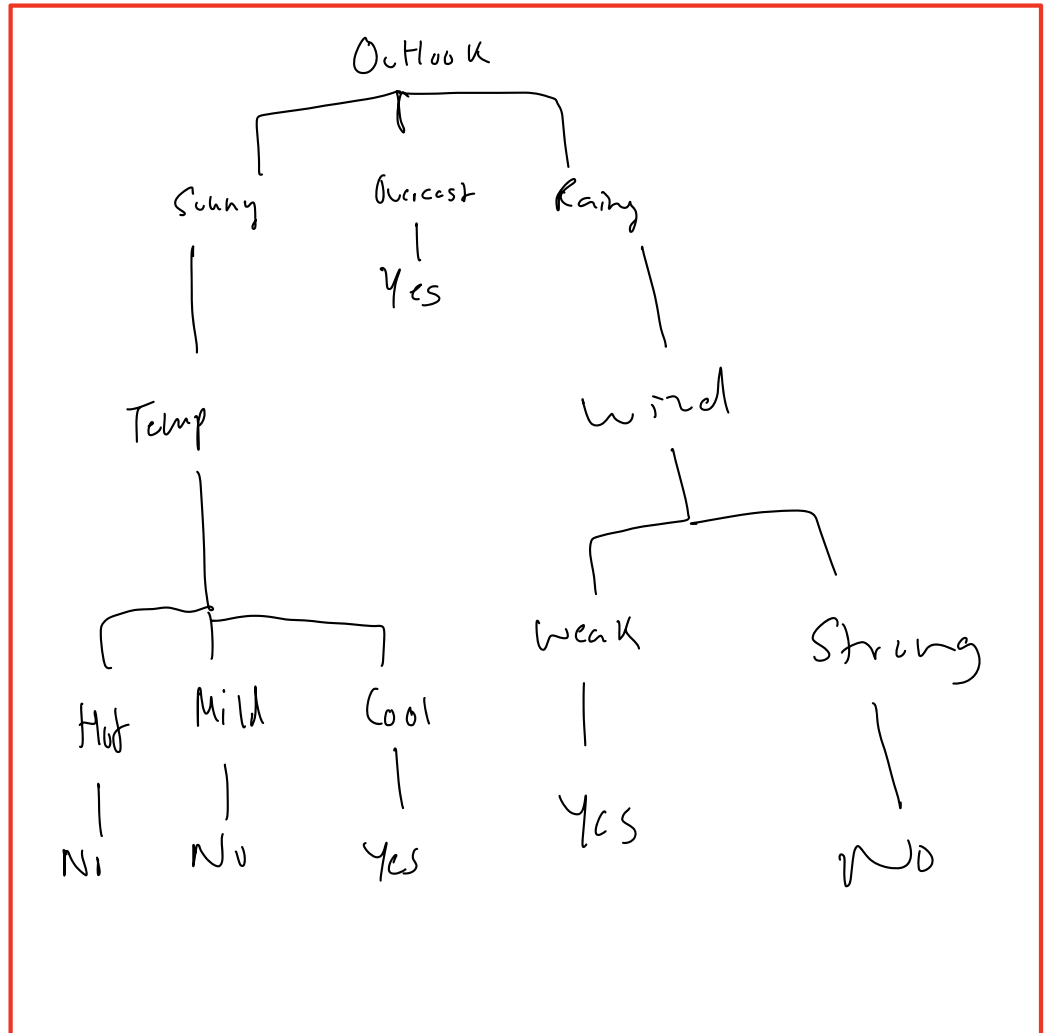 Outlook
Sunny Overcast Rainy
Yes
Temp Wind
Weak Strong
Hot Mild Cool
Yes No
No No Yes